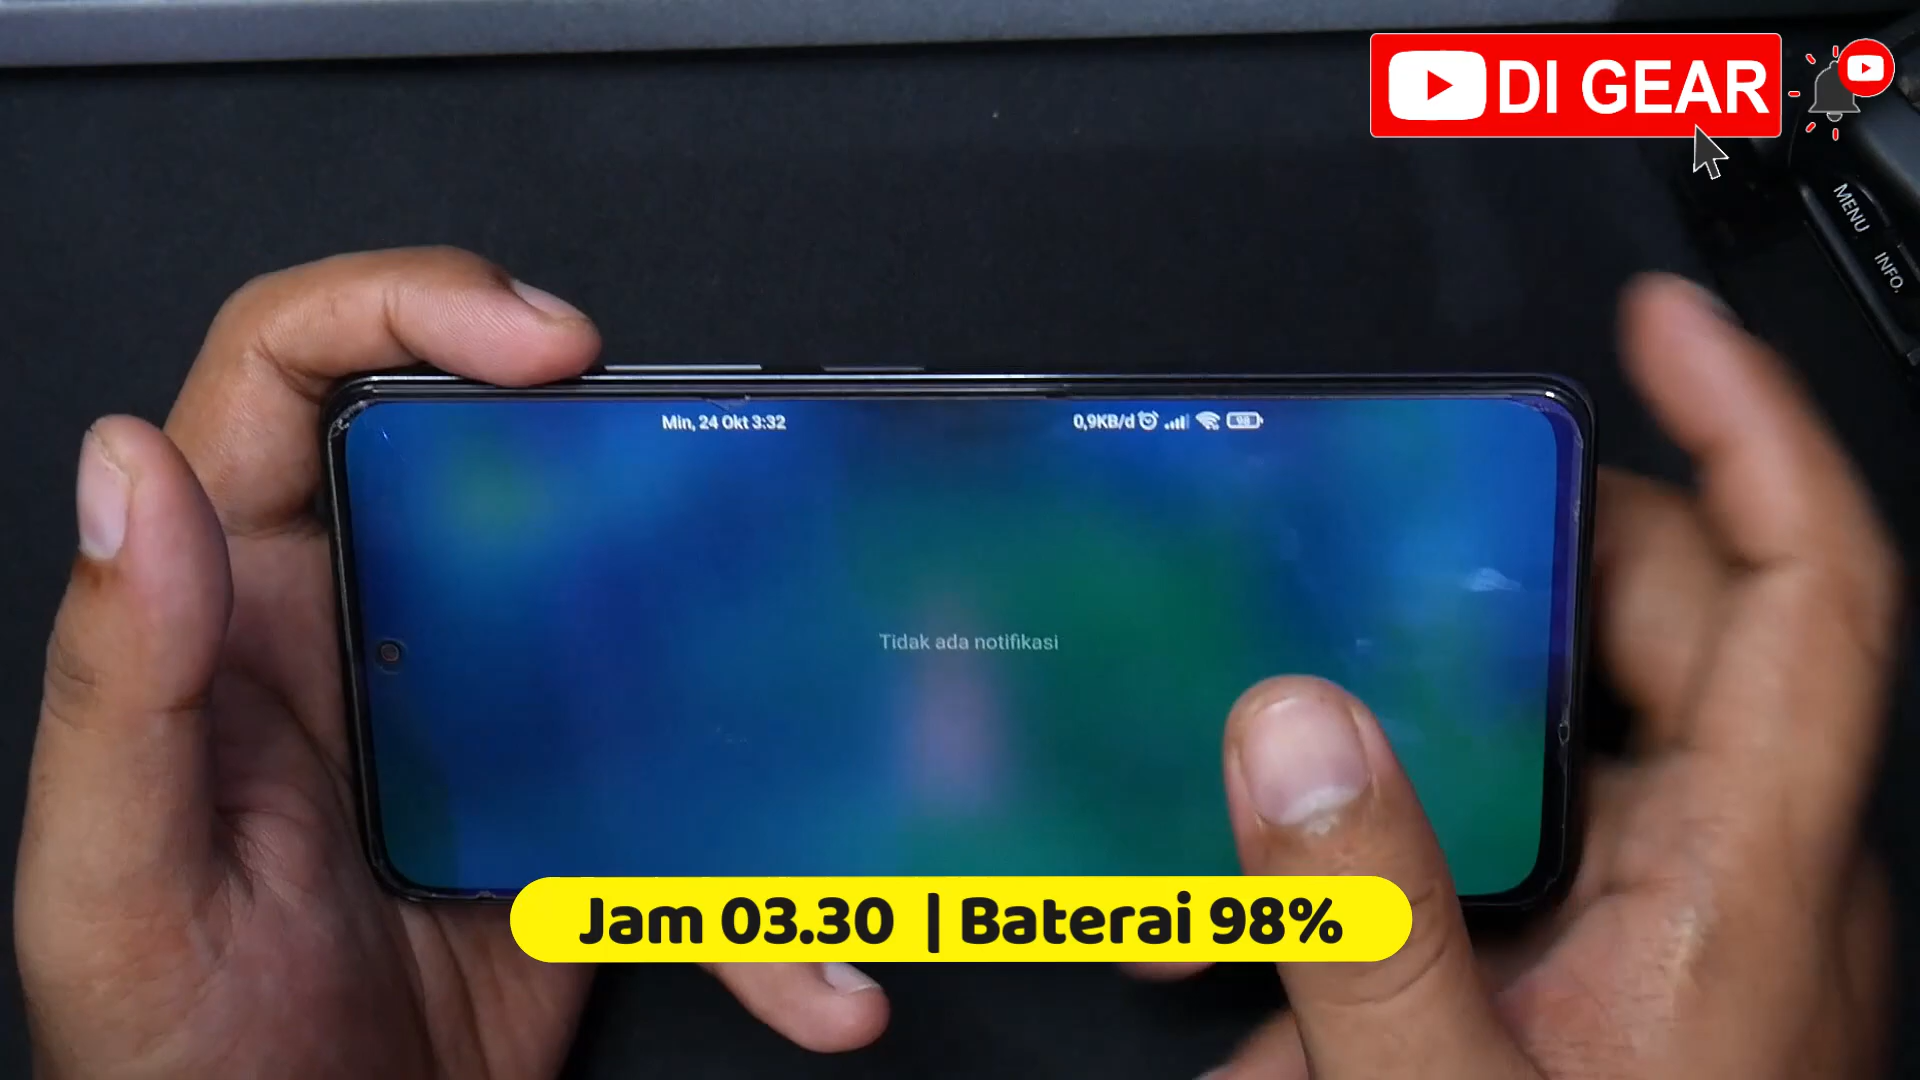 DI GEAR
MENU
INFO.
Min, 24 Okt 3:32
0,9KB/d
98
Tidak ada notifikasi
Jam 03.30 | Baterai 98%